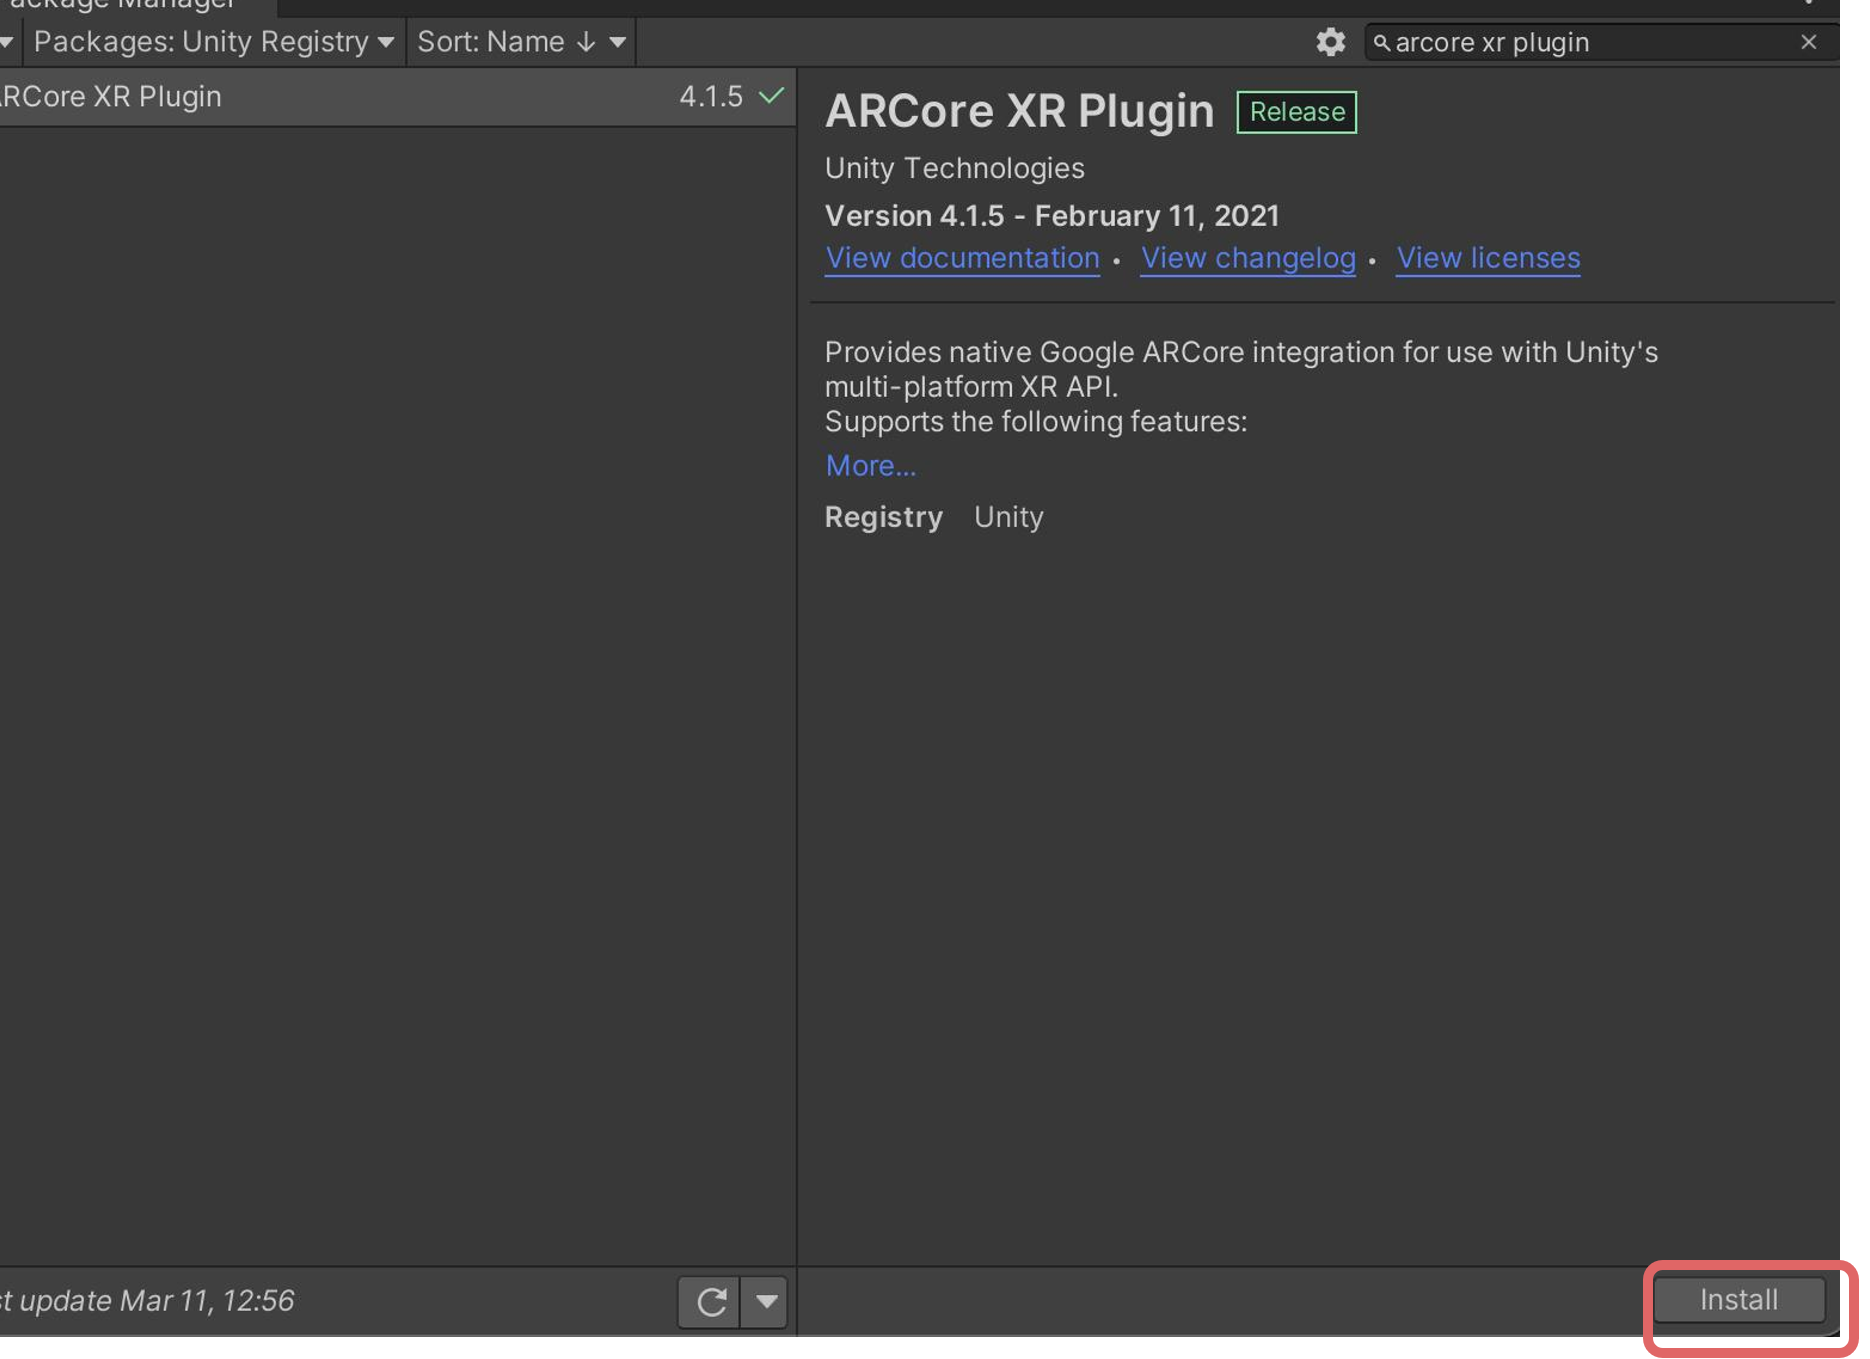 ackage Manager
Packages: Unity Registry Sort: Name ↓
arcore xr plugin
RCore XR Plugin 4.1.5
ARCore XR Plugin Release
Unity Technologies
Version 4.1.5 - February 11, 2021
View documentation • View changelog • View licenses
Provides native Google ARCore integration for use with Unity's
multi-platform XR API.
Supports the following features:
More...
Registry Unity
st update Mar 11, 12:56
Install